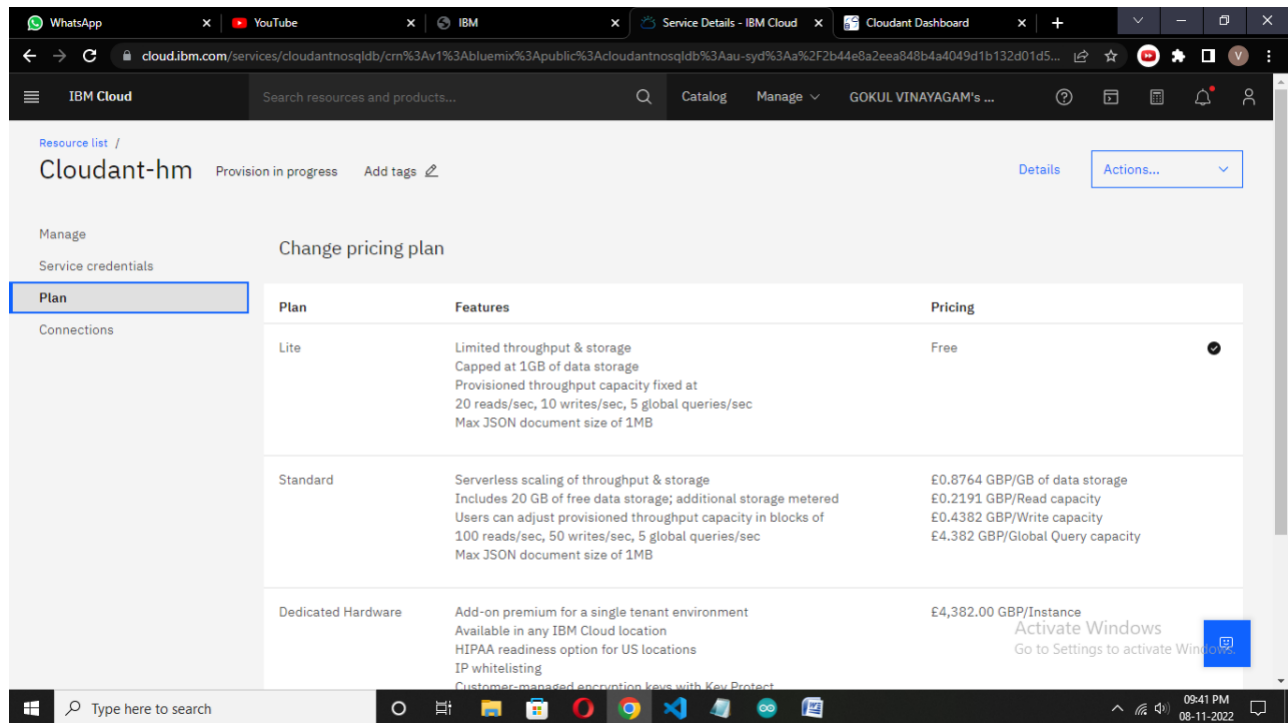 WhatsApp
YouTube
IBM
Service Details - IBM Cloud
Cloudant Dashboard
cloud.ibm.com/services/cloudantnosqldb/crn%3Av1%3Abluemix%3Apublic%3Acloudantnosqldb%3Aau-syd%3Aa%2F2b44e8a2eea848b4a4049d1b132d01d5...
V
IBM Cloud
Search resources and products...
Catalog
Manage
GOKUL VINAYAGAM's ...
Resource list /
Cloudant-hm
Provision in progress
Add tags
Details
Actions...
Manage
Service credentials
Plan
Connections
Change pricing plan
Plan
Features
Pricing
Lite
Limited throughput & storage
Capped at 1GB of data storage
Provisioned throughput capacity fixed at
20 reads/sec, 10 writes/sec, 5 global queries/sec
Max JSON document size of 1MB
Free
Standard
Serverless scaling of throughput & storage
Includes 20 GB of free data storage; additional storage metered
Users can adjust provisioned throughput capacity in blocks of
100 reads/sec, 50 writes/sec, 5 global queries/sec
Max JSON document size of 1MB
£0.8764 GBP/GB of data storage
£0.2191 GBP/Read capacity
£0.4382 GBP/Write capacity
£4.382 GBP/Global Query capacity
Dedicated Hardware
Add-on premium for a single tenant environment
Available in any IBM Cloud location
HIPAA readiness option for US locations
IP whitelisting
Customer-managed encryption keys with Key Protect
£4,382.00 GBP/Instance
Activate Windows
Go to Settings to activate Windows.
Type here to search
09:41 PM
08-11-2022